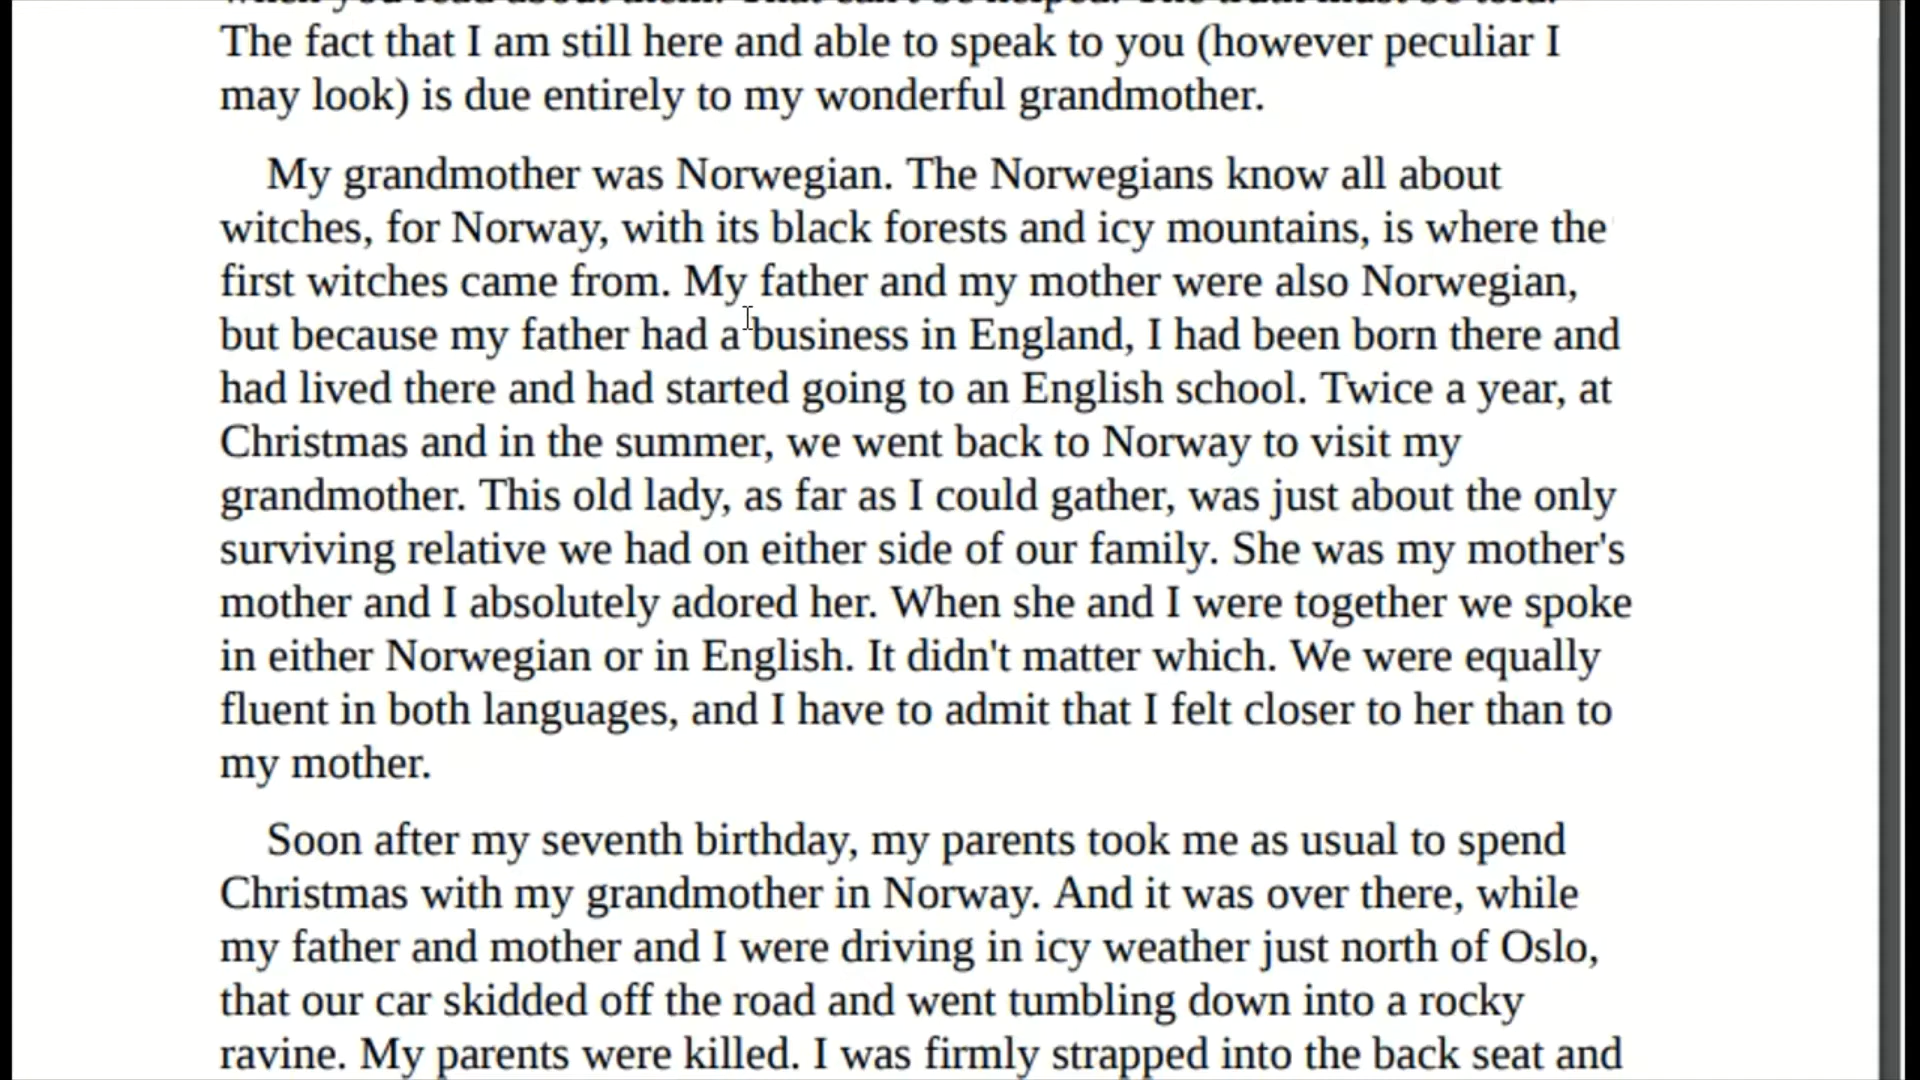 The fact that I am still here and able to speak to you (however peculiar I
may look) is due entirely to my wonderful grandmother.
My grandmother was Norwegian. The Norwegians know all about
witches, for Norway, with its black forests and icy mountains, is where the
first witches came from. My father and my mother were also Norwegian,
but because my father had a business in England, I had been born there and
had lived there and had started going to an English school. Twice a year, at
Christmas and in the summer, we went back to Norway to visit my
grandmother. This old lady, as far as I could gather, was just about the only
surviving relative we had on either side of our family. She was my mother's
mother and I absolutely adored her. When she and I were together we spoke
in either Norwegian or in English. It didn't matter which. We were equally
fluent in both languages, and I have to admit that I felt closer to her than to
my mother.
Soon after my seventh birthday, my parents took me as usual to spend
Christmas with my grandmother in Norway. And it was over there, while
my father and mother and I were driving in icy weather just north of Oslo,
that our car skidded off the road and went tumbling down into a rocky
ravine. My parents were killed. I was firmly strapped into the back seat and